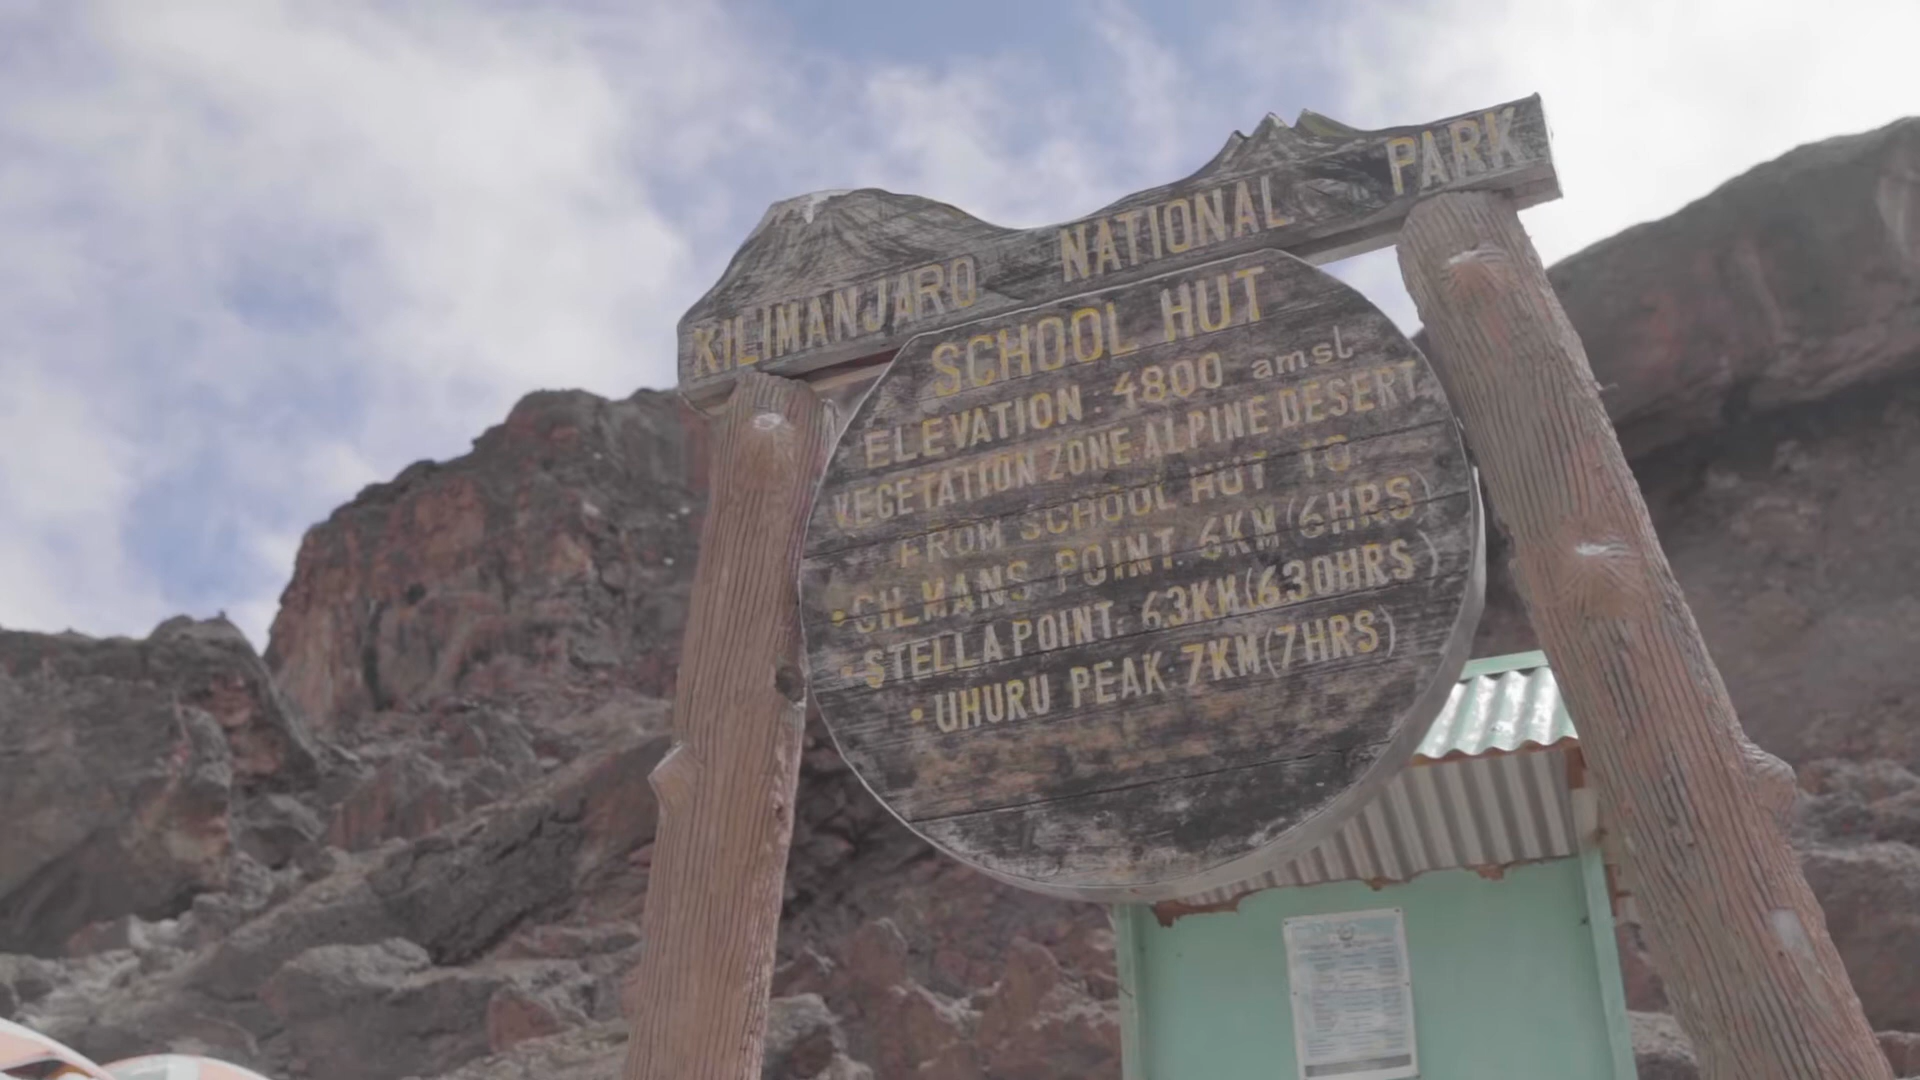 KILIMANJARO NATIONAL PARK
SCHOOL HUT
ELEVATION: 4800 amsl
VEGETATION ZONE: ALPINE DESERT
FROM SCHOOL HUT TO
• GILMANS POINT: 6KM (6HRS)
• STELLA POINT: 6.3KM (6.30HRS)
• UHURU PEAK: 7KM (7HRS)